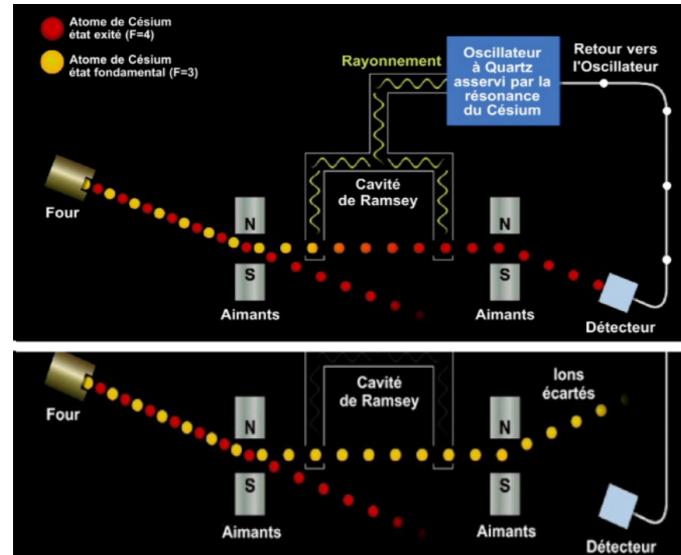 Atome de Césium
état exité (F=4)
Atome de Césium
état fondamental (F=3)
Rayonnement
Oscillateur
à Quartz
asservi par la
résonance
du Césium
Retour vers
l'Oscillateur
Four
N
S
Aimants
Cavité
de Ramsey
N
S
Aimants
Détecteur
Four
N
S
Aimants
Cavité
de Ramsey
N
S
Aimants
Ions
écartés
Détecteur